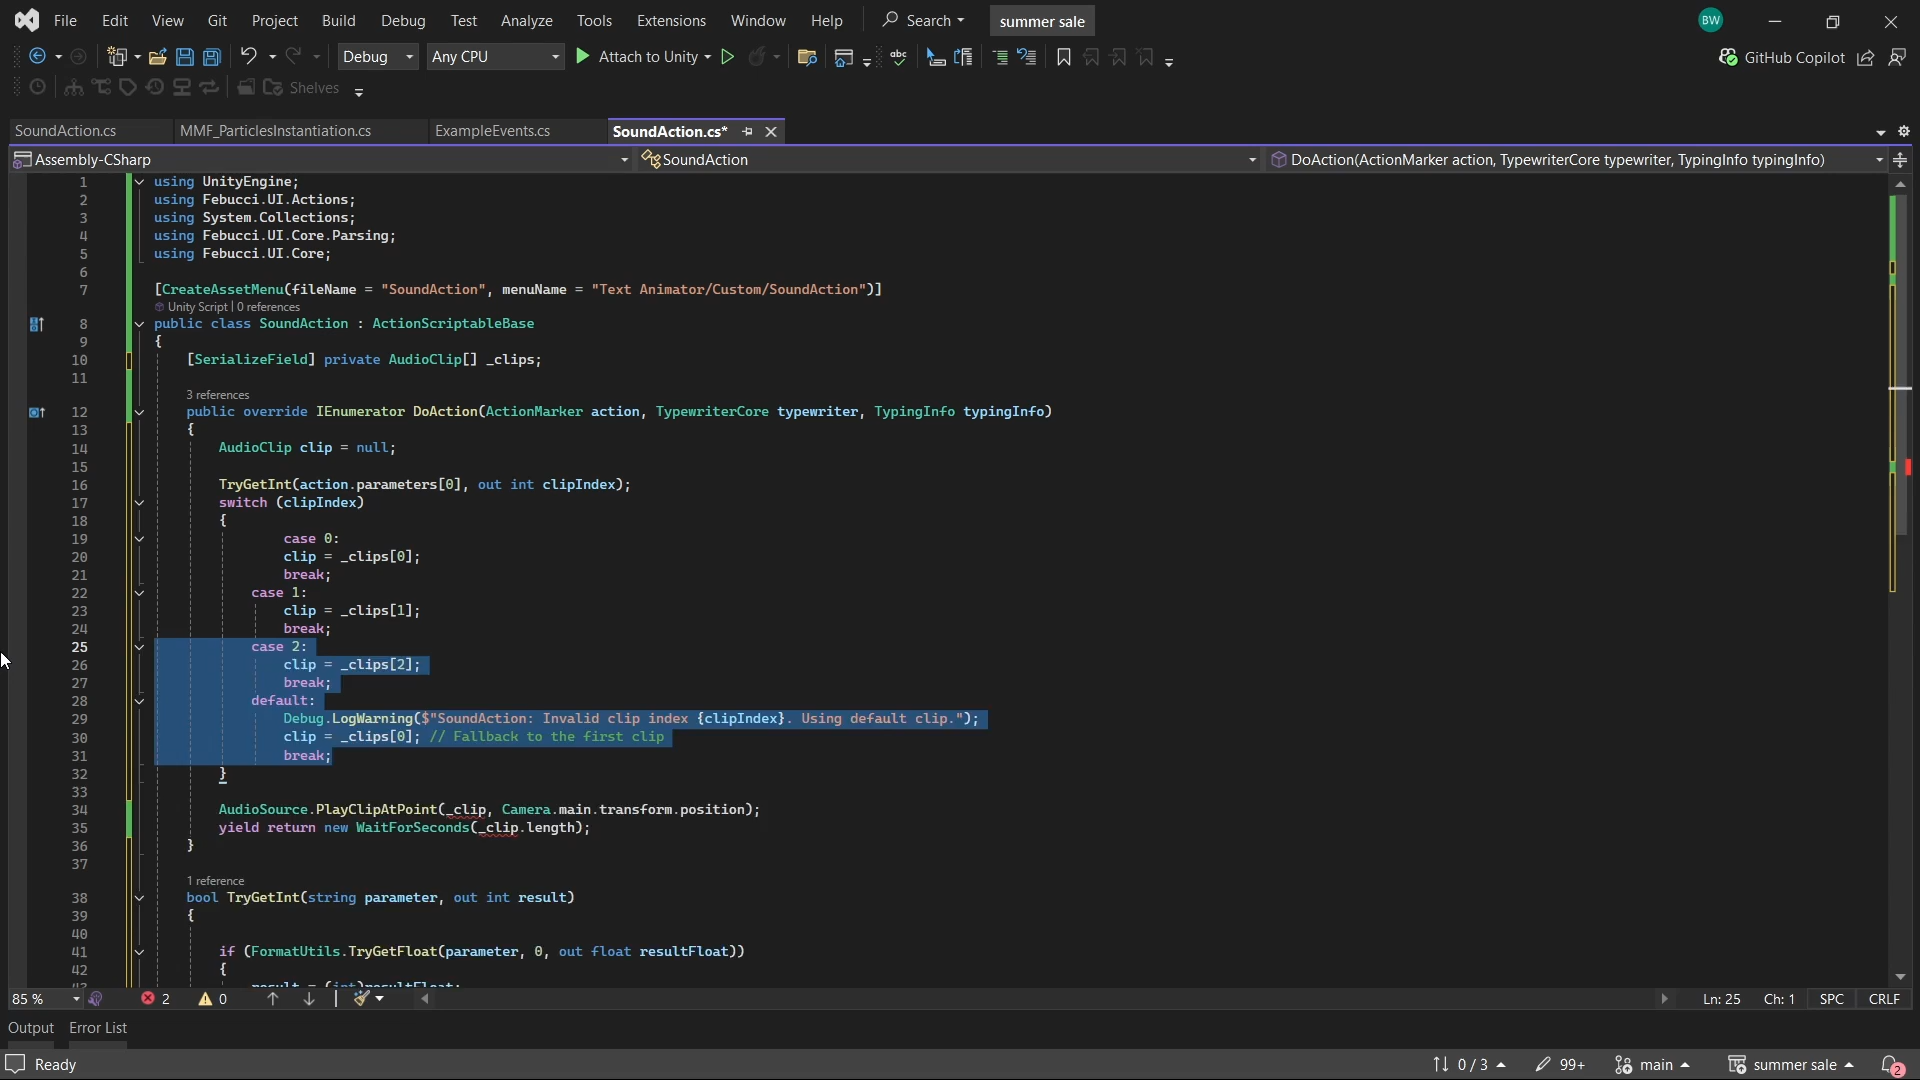 File Edit View Git Project Build Debug Test Analyze Tools Extensions Window Help Search summer sale BW
Debug Any CPU Attach to Unity abc GitHub Copilot
Shelves
SoundAction.cs MMF_ParticlesInstantiation.cs ExampleEvents.cs SoundAction.cs*
Assembly-CSharp SoundAction DoAction(ActionMarker action, TypewriterCore typewriter, TypingInfo typingInfo)
1 using UnityEngine;
2 using Febucci.UI.Actions;
3 using System.Collections;
4 using Febucci.UI.Core.Parsing;
5 using Febucci.UI.Core;
6
7 [CreateAssetMenu(fileName = "SoundAction", menuName = "Text Animator/Custom/SoundAction")]
Unity Script | 0 references
8 public class SoundAction : ActionScriptableBase
9 {
10 [SerializeField] private AudioClip[] _clips;
11
3 references
12 public override IEnumerator DoAction(ActionMarker action, TypewriterCore typewriter, TypingInfo typingInfo)
13 {
14 AudioClip clip = null;
15
16 TryGetInt(action.parameters[0], out int clipIndex);
17 switch (clipIndex)
18 {
19 case 0:
20 clip = _clips[0];
21 break;
22 case 1:
23 clip = _clips[1];
24 break;
25 case 2:
26 clip = _clips[2];
27 break;
28 default:
29 Debug.LogWarning($"SoundAction: Invalid clip index {clipIndex}. Using default clip.");
30 clip = _clips[0]; // Fallback to the first clip
31 break;
32 }
33
34 AudioSource.PlayClipAtPoint(_clip, Camera.main.transform.position);
35 yield return new WaitForSeconds(_clip.length);
36 }
37
1 reference
38 bool TryGetInt(string parameter, out int result)
39 {
40
41 if (FormatUtils.TryGetFloat(parameter, 0, out float resultFloat))
42 {
85 % 2 0 Ln: 25 Ch: 1 SPC CRLF
Output Error List
Ready 0 / 3 99+ main summer sale 2